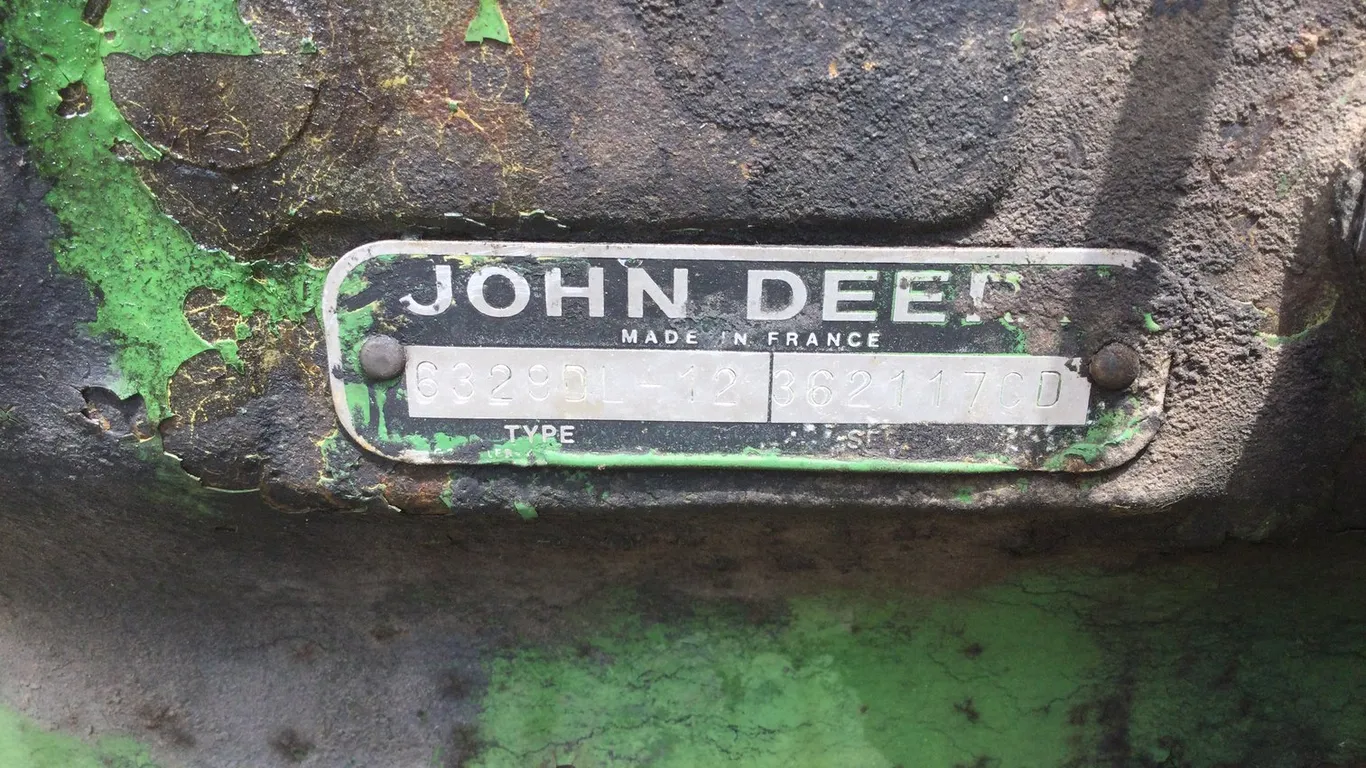 JOHN DEER
MADE IN FRANCE
6329DL-12 362117CD
TYPE